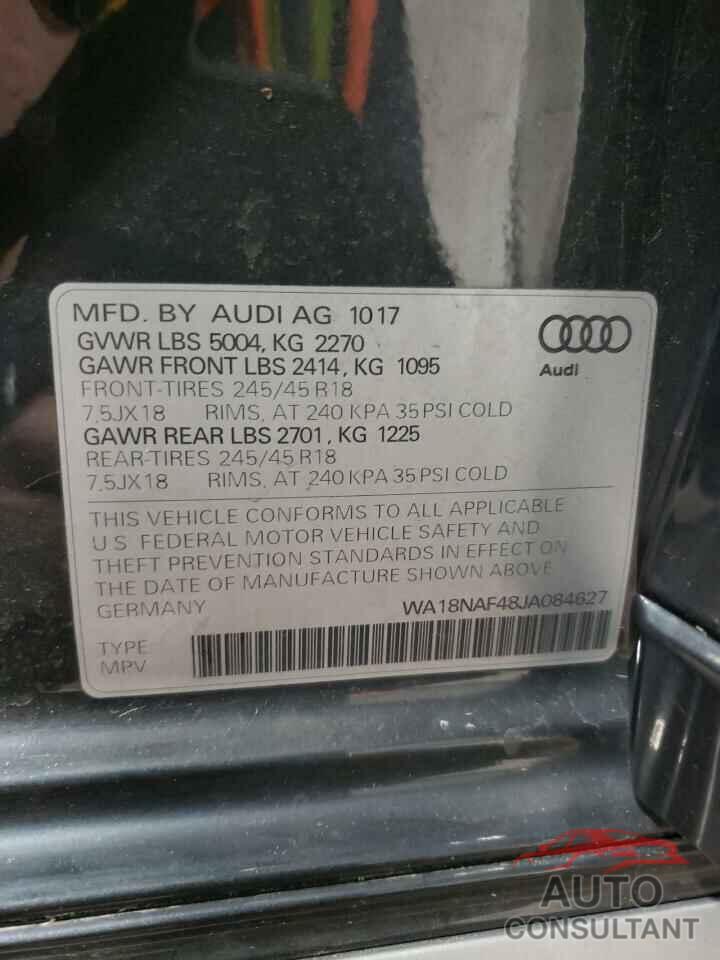 MFD. BY AUDI AG 1017
GVWR LBS 5004, KG 2270
GAWR FRONT LBS 2414, KG 1095
FRONT-TIRES 245/45 R18
7,5JX18 RIMS, AT 240 KPA 35 PSI COLD
GAWR REAR LBS 2701, KG 1225
REAR-TIRES 245/45 R18
7,5JX18 RIMS, AT 240 KPA 35 PSI COLD
Audi
THIS VEHICLE CONFORMS TO ALL APPLICABLE
U.S. FEDERAL MOTOR VEHICLE SAFETY AND
THEFT PREVENTION STANDARDS IN EFFECT ON
THE DATE OF MANUFACTURE SHOWN ABOVE.
GERMANY WA18NAF48JA084627
TYPE
MPV
AUTO
CONSULTANT